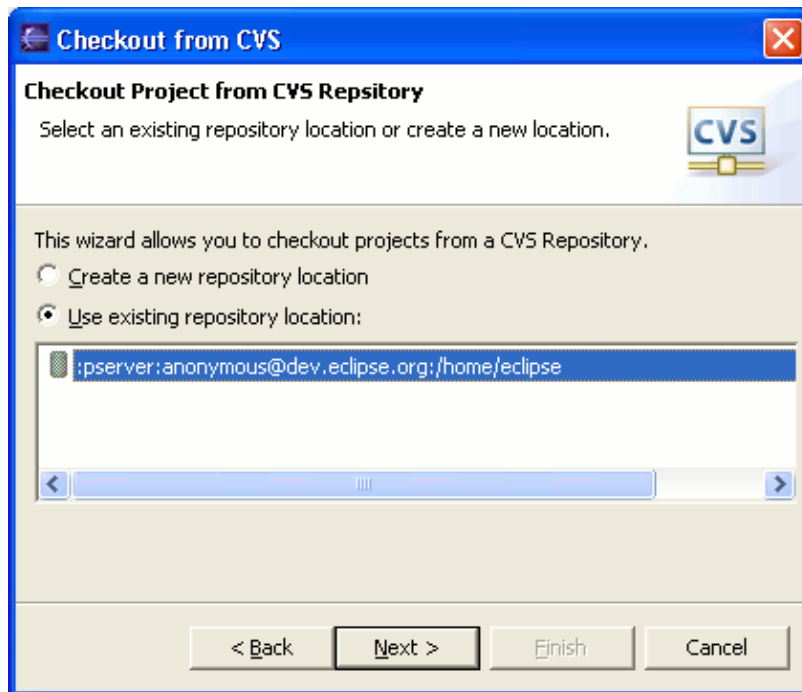 Checkout from CVS
Checkout Project from CVS Repsitory
Select an existing repository location or create a new location.
CVS
This wizard allows you to checkout projects from a CVS Repository.
Create a new repository location
Use existing repository location:
:pserver:anonymous@dev.eclipse.org:/home/eclipse
< Back Next > Finish Cancel